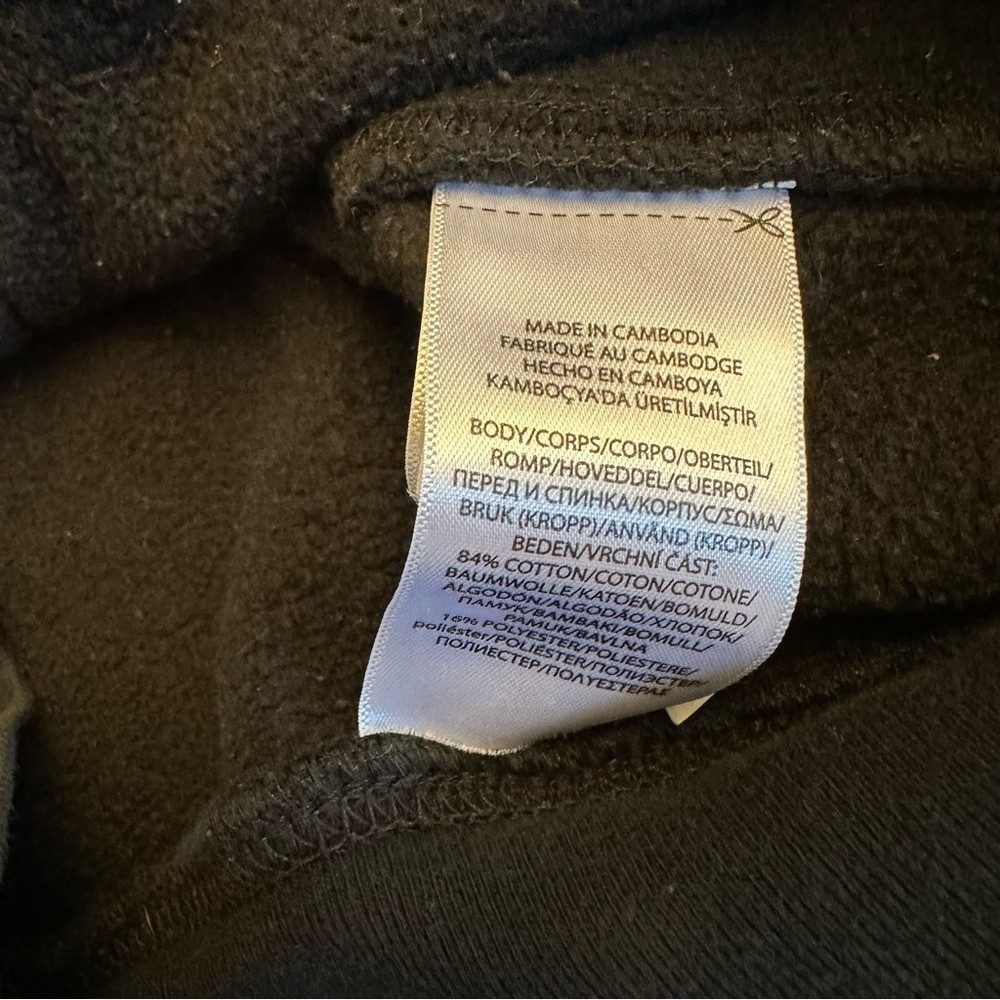 MADE IN CAMBODIA
FABRIQUÉ AU CAMBODGE
HECHO EN CAMBOYA
KAMBOÇYA'DA ÜRETILMIŞTIR
BODY/CORPS/CORPO/OBERTEIL/
ROMP/HOVEDDEL/CUERPO/
ПЕРЕД И СПИНКА/КОРПУС/ΣΩΜΑ/
BRUK (KROPP)/ANVÄND (KROPP)/
BEDEN/VRCHNÍ ČÁST:
84% COTTON/COTON/COTONE/
BAUMWOLLE/KATOEN/BOMULD/
ALGODÓN/ALGODÃO/ХЛОПОК/
ПАМУК/BAMBAKI/BOMULL/
PAMUK/BAVLNA
16% POLYESTER/POLIESTERE/
poliéster/POLIÉSTER/ПОЛИЭСТЕР/
ПОЛИЕСТЕР/ΠΟΛΥΕΣΤΕΡΑΣ